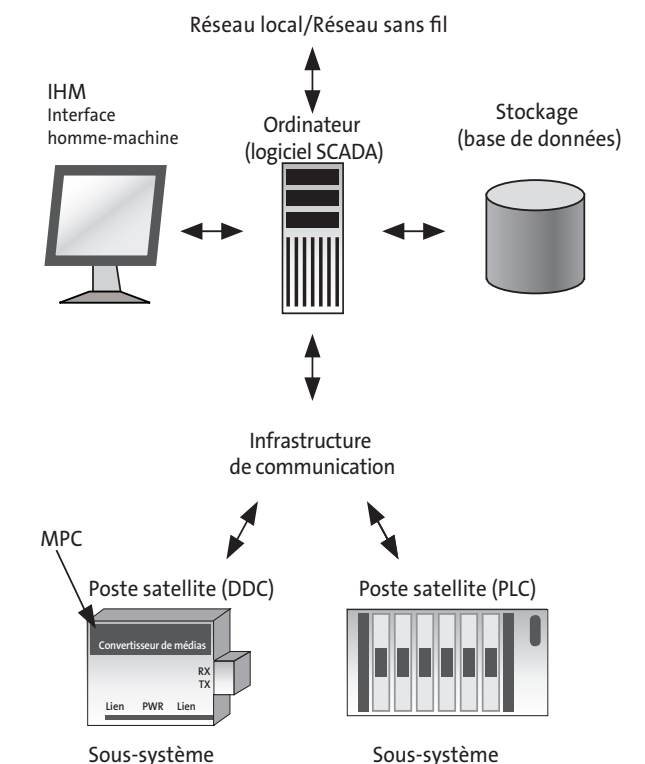 Réseau local/Réseau sans fil
IHM
Interface
homme-machine
Ordinateur
(logiciel SCADA)
Stockage
(base de données)
Infrastructure
de communication
MPC
Poste satellite (DDC)
Poste satellite (PLC)
Convertisseur de médias
RX
TX
Lien PWR Lien
Sous-système
Sous-système